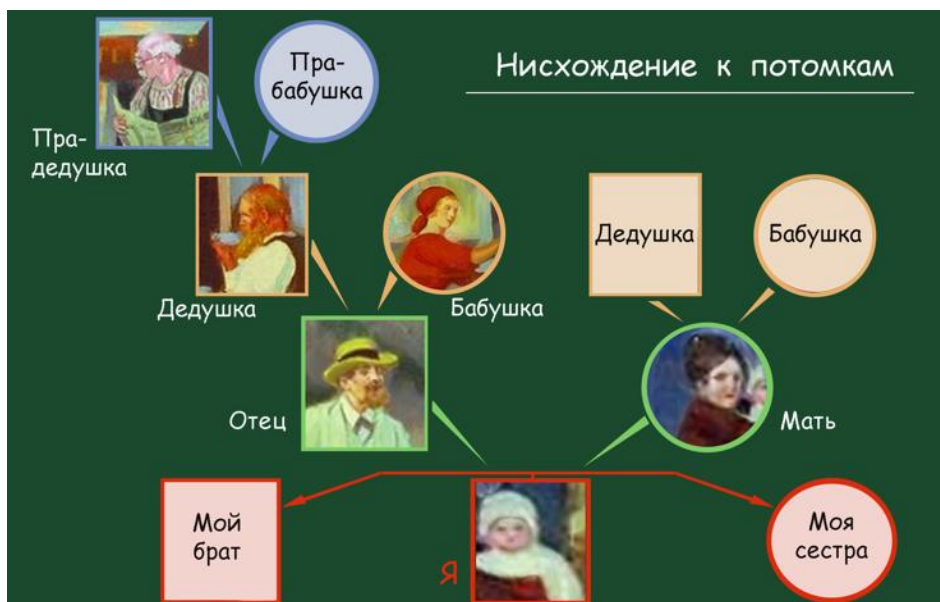 Нисхождение к потомкам
Пра-
дедушка
Пра-
бабушка
Дедушка
Бабушка
Дедушка
Бабушка
Отец
Мать
Мой
брат
Я
Моя
сестра